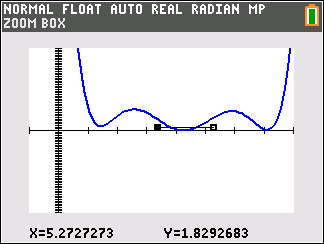 NORMAL FLOAT AUTO REAL RADIAN MP
ZOOM BOX
X=5.2727273 Y=1.8292683